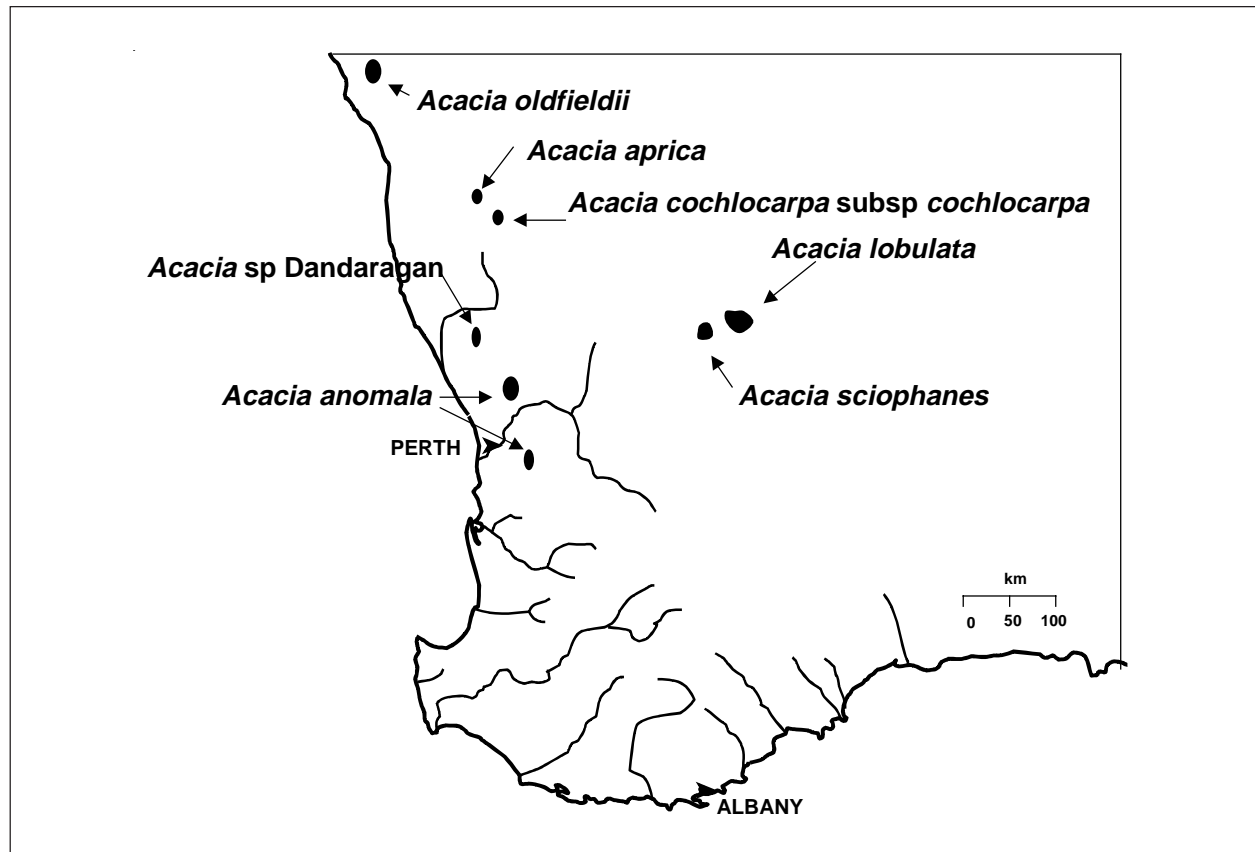 Acacia oldfieldii
Acacia aprica
Acacia cochlocarpa subsp cochlocarpa
Acacia lobulata
Acacia sp Dandaragan
Acacia anomala
Acacia sciophanes
PERTH
km
0 50 100
ALBANY